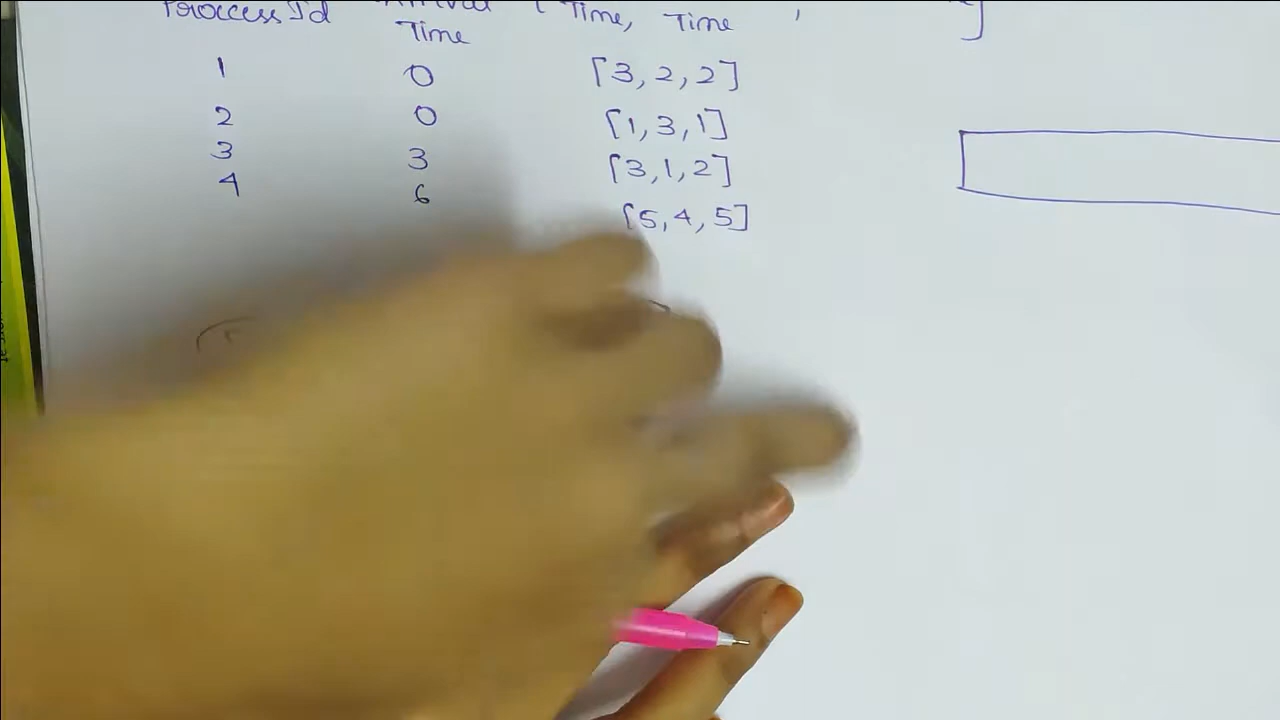 Process Id Arrival [ Time, Time , ]
Time
1 0 [3, 2, 2]
2 0 [1, 3, 1]
3 3 [3, 1, 2]
4 6 [5, 4, 5]